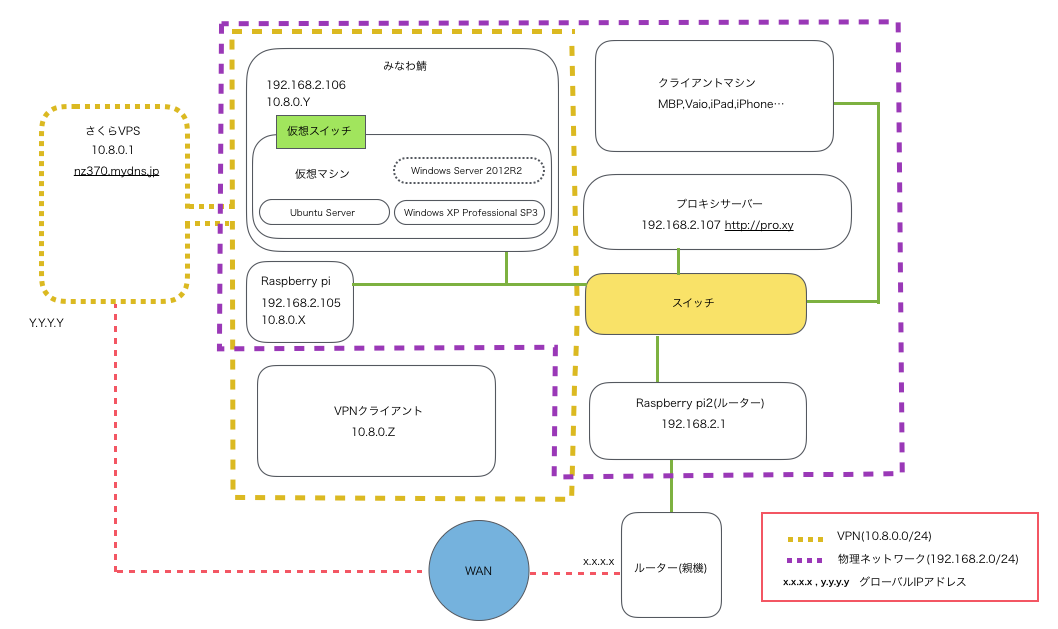 みなわ鯖
192.168.2.106
10.8.0.Y
仮想スイッチ
仮想マシン
Windows Server 2012R2
Ubuntu Server
Windows XP Professional SP3
クライアントマシン
MBP,Vaio,iPad,iPhone…
さくらVPS
10.8.0.1
nz370.mydns.jp
プロキシサーバー
192.168.2.107 http://pro.xy
Raspberry pi
192.168.2.105
10.8.0.X
スイッチ
Y.Y.Y.Y
VPNクライアント
10.8.0.Z
Raspberry pi2(ルーター)
192.168.2.1
WAN
x.x.x.x
ルーター(親機)
VPN(10.8.0.0/24)
物理ネットワーク(192.168.2.0/24)
x.x.x.x , y.y.y.y グローバルIPアドレス